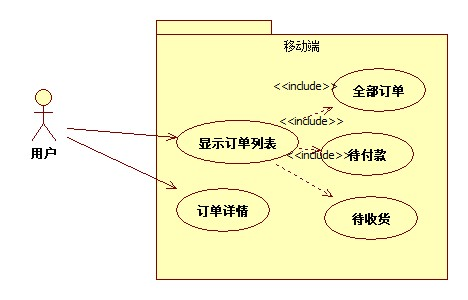 移动端
<<include>>
全部订单
<<include>>
显示订单列表
<<include>>
待付款
用户
订单详情
待收货